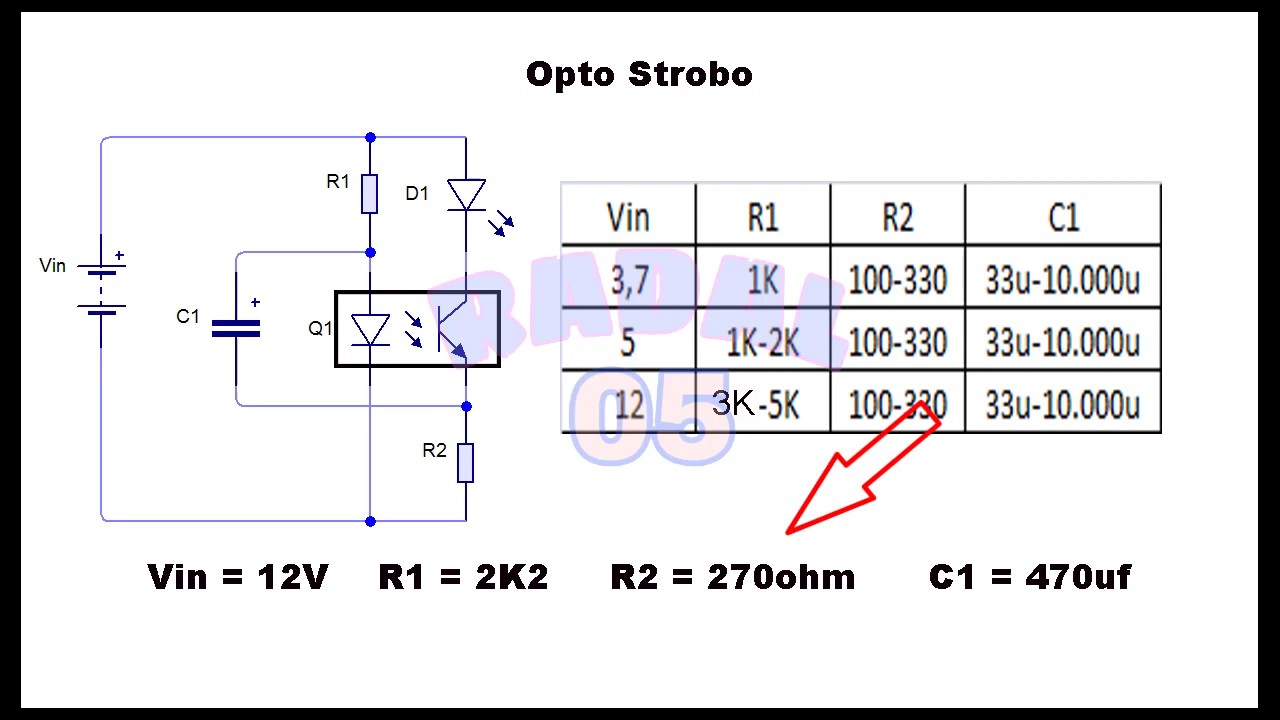 Opto Strobo
R1
D1
Vin
+
C1
+
Q1
R2
Vin R1 R2 C1
3,7 1K 100-330 33u-10.000u
5 1K-2K 100-330 33u-10.000u
12 3K-5K 100-330 33u-10.000u
RADAL
05
Vin = 12V R1 = 2K2 R2 = 270ohm C1 = 470uf